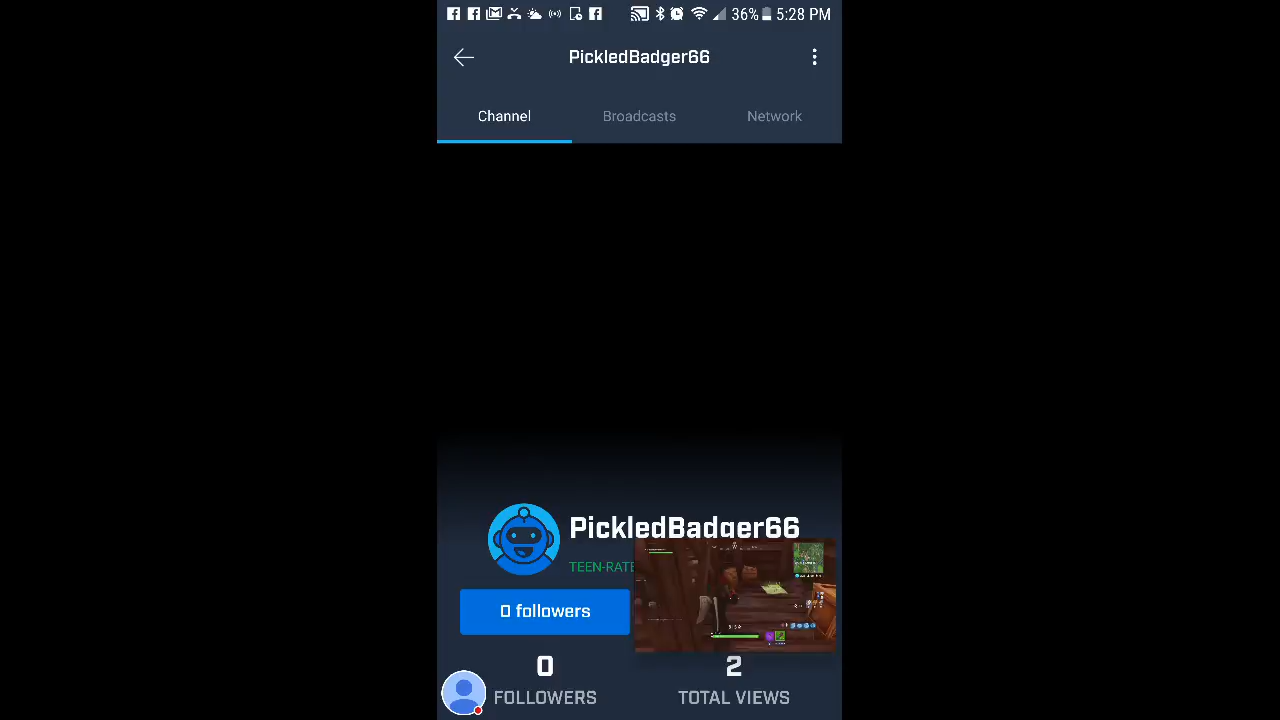 36% 5:28 PM
PickledBadger66
Channel Broadcasts Network
PickledBadger66
TEEN-RATE
0 followers
0 2
FOLLOWERS TOTAL VIEWS